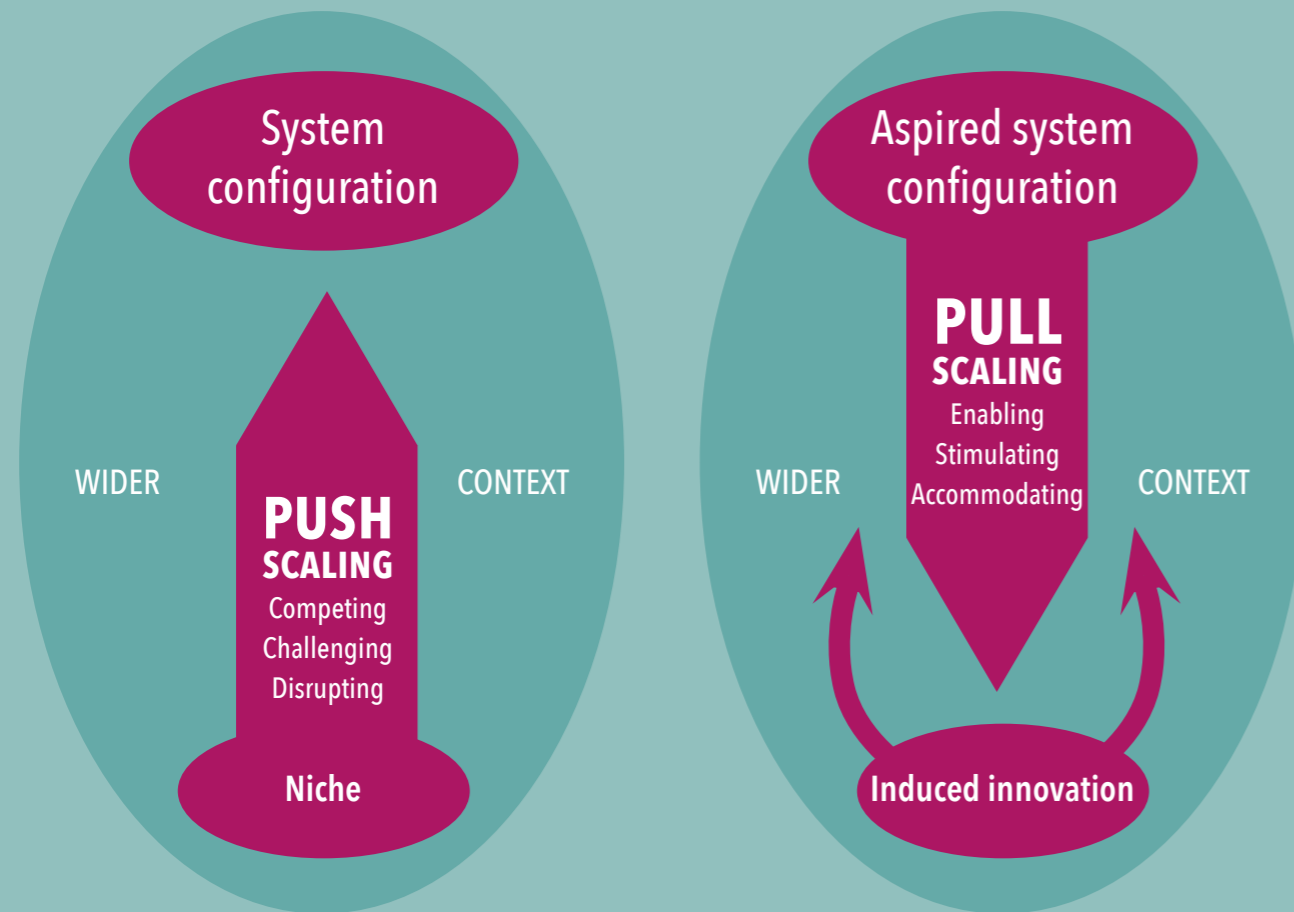 System
configuration
WIDER
CONTEXT
PUSH
SCALING
Competing
Challenging
Disrupting
Niche
Aspired system
configuration
PULL
SCALING
Enabling
Stimulating
Accommodating
WIDER
CONTEXT
Induced innovation